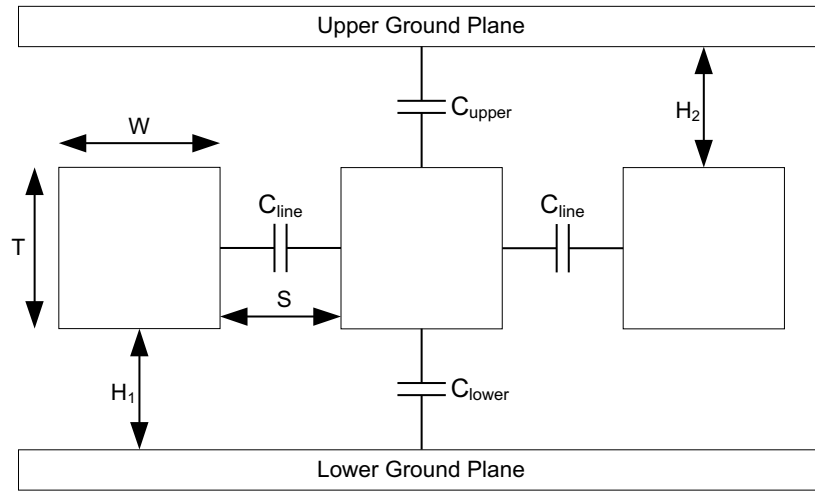 Upper Ground Plane
C_upper
H_2
W
C_line
C_line
T
S
H_1
C_lower
Lower Ground Plane